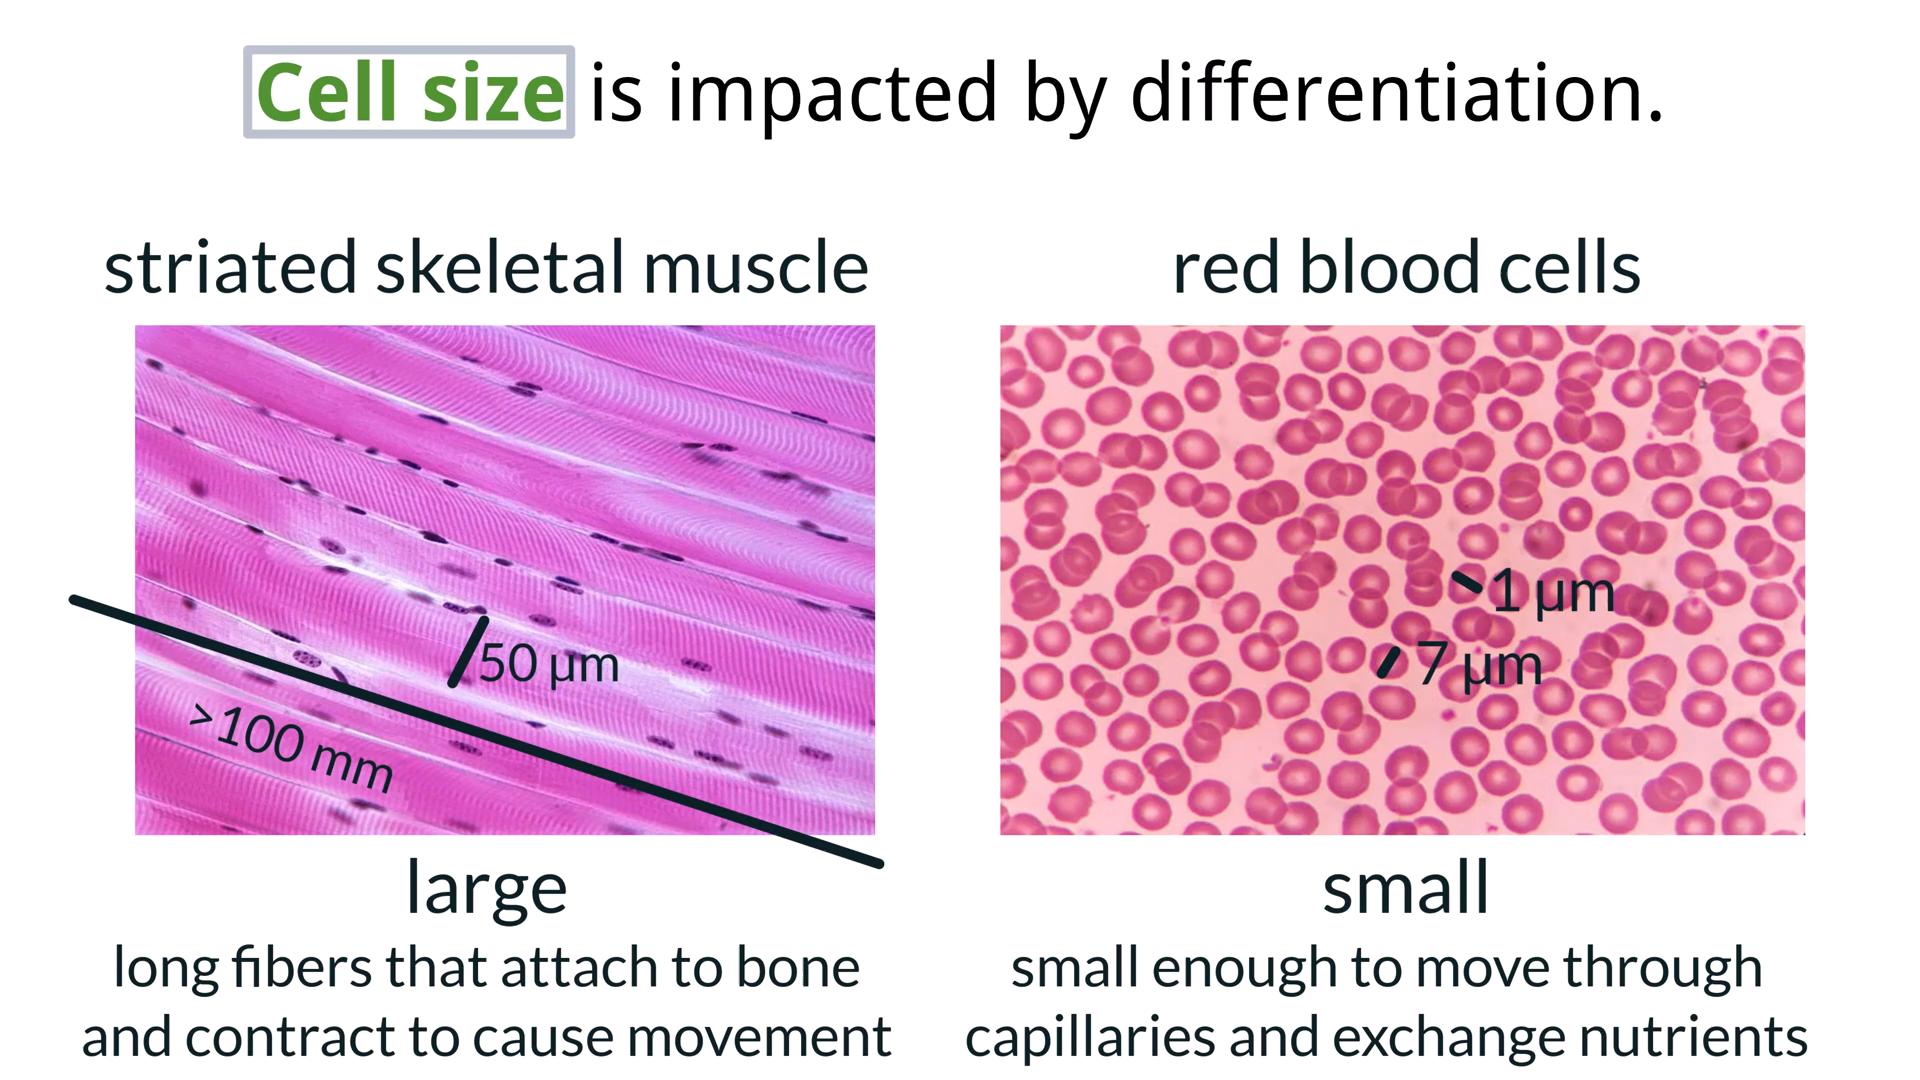 Cell size is impacted by differentiation.
striated skeletal muscle
50 µm
>100 mm
large
long fibers that attach to bone
and contract to cause movement
red blood cells
1 µm
7 µm
small
small enough to move through
capillaries and exchange nutrients